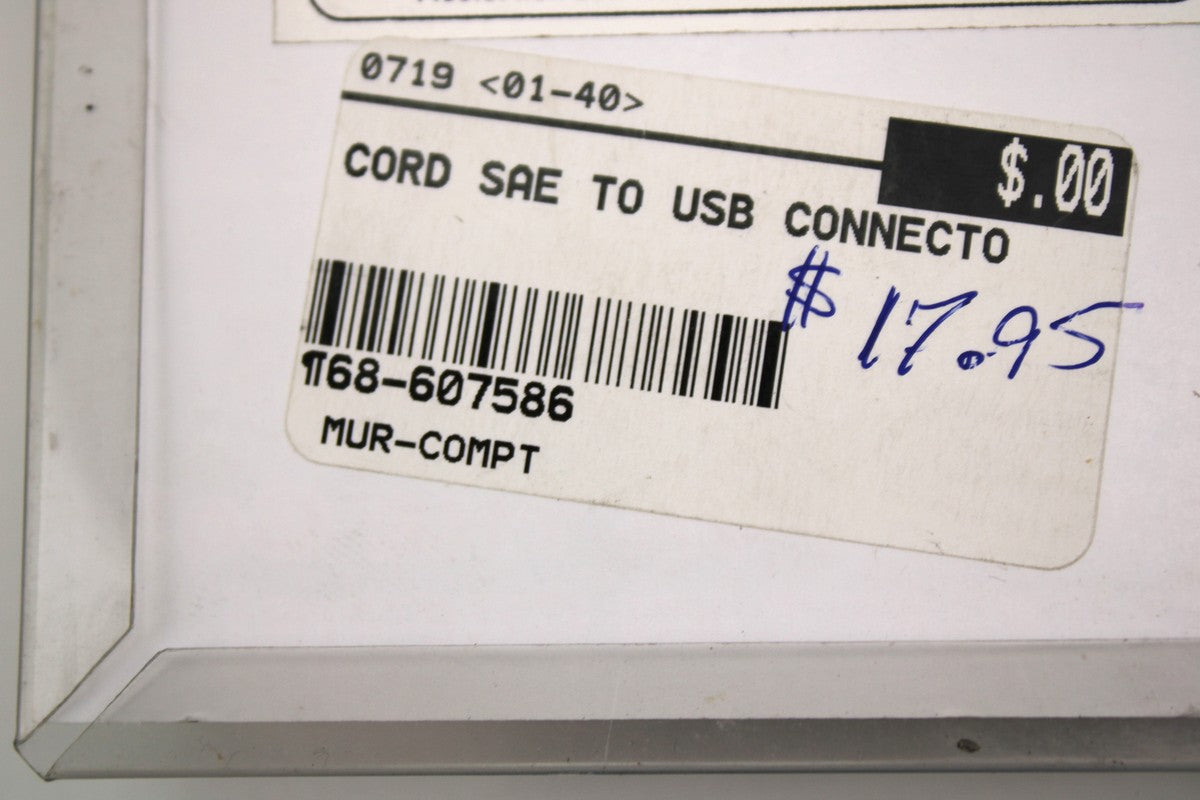 0719 <01-40>
$.00
CORD SAE TO USB CONNECTO
$17.95
¶68-607586
MUR-COMPT